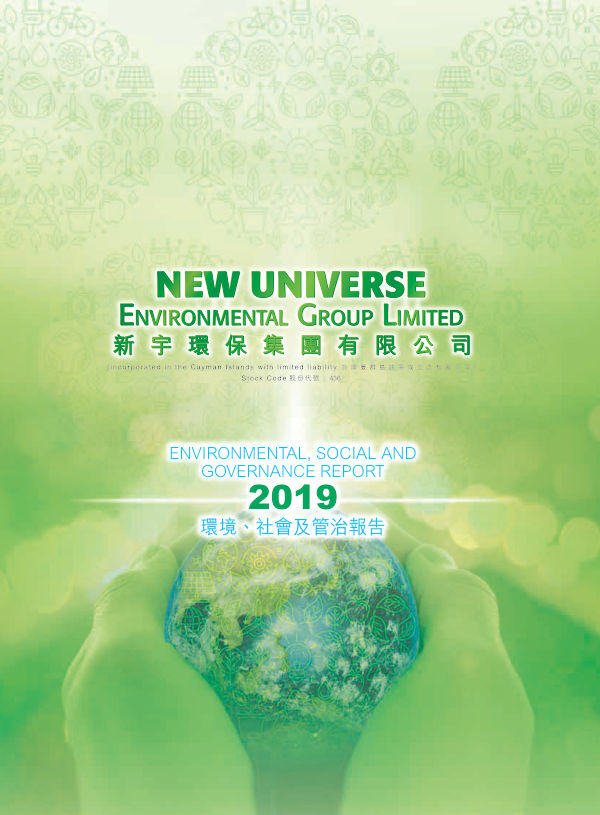 NEW UNIVERSE
ENVIRONMENTAL GROUP LIMITED
新宇環保集團有限公司
(incorporated in the Cayman Islands with limited liability
Stock Code 股份代號 : 436
ENVIRONMENTAL, SOCIAL AND
GOVERNANCE REPORT
2019
環境、社會及管治報告